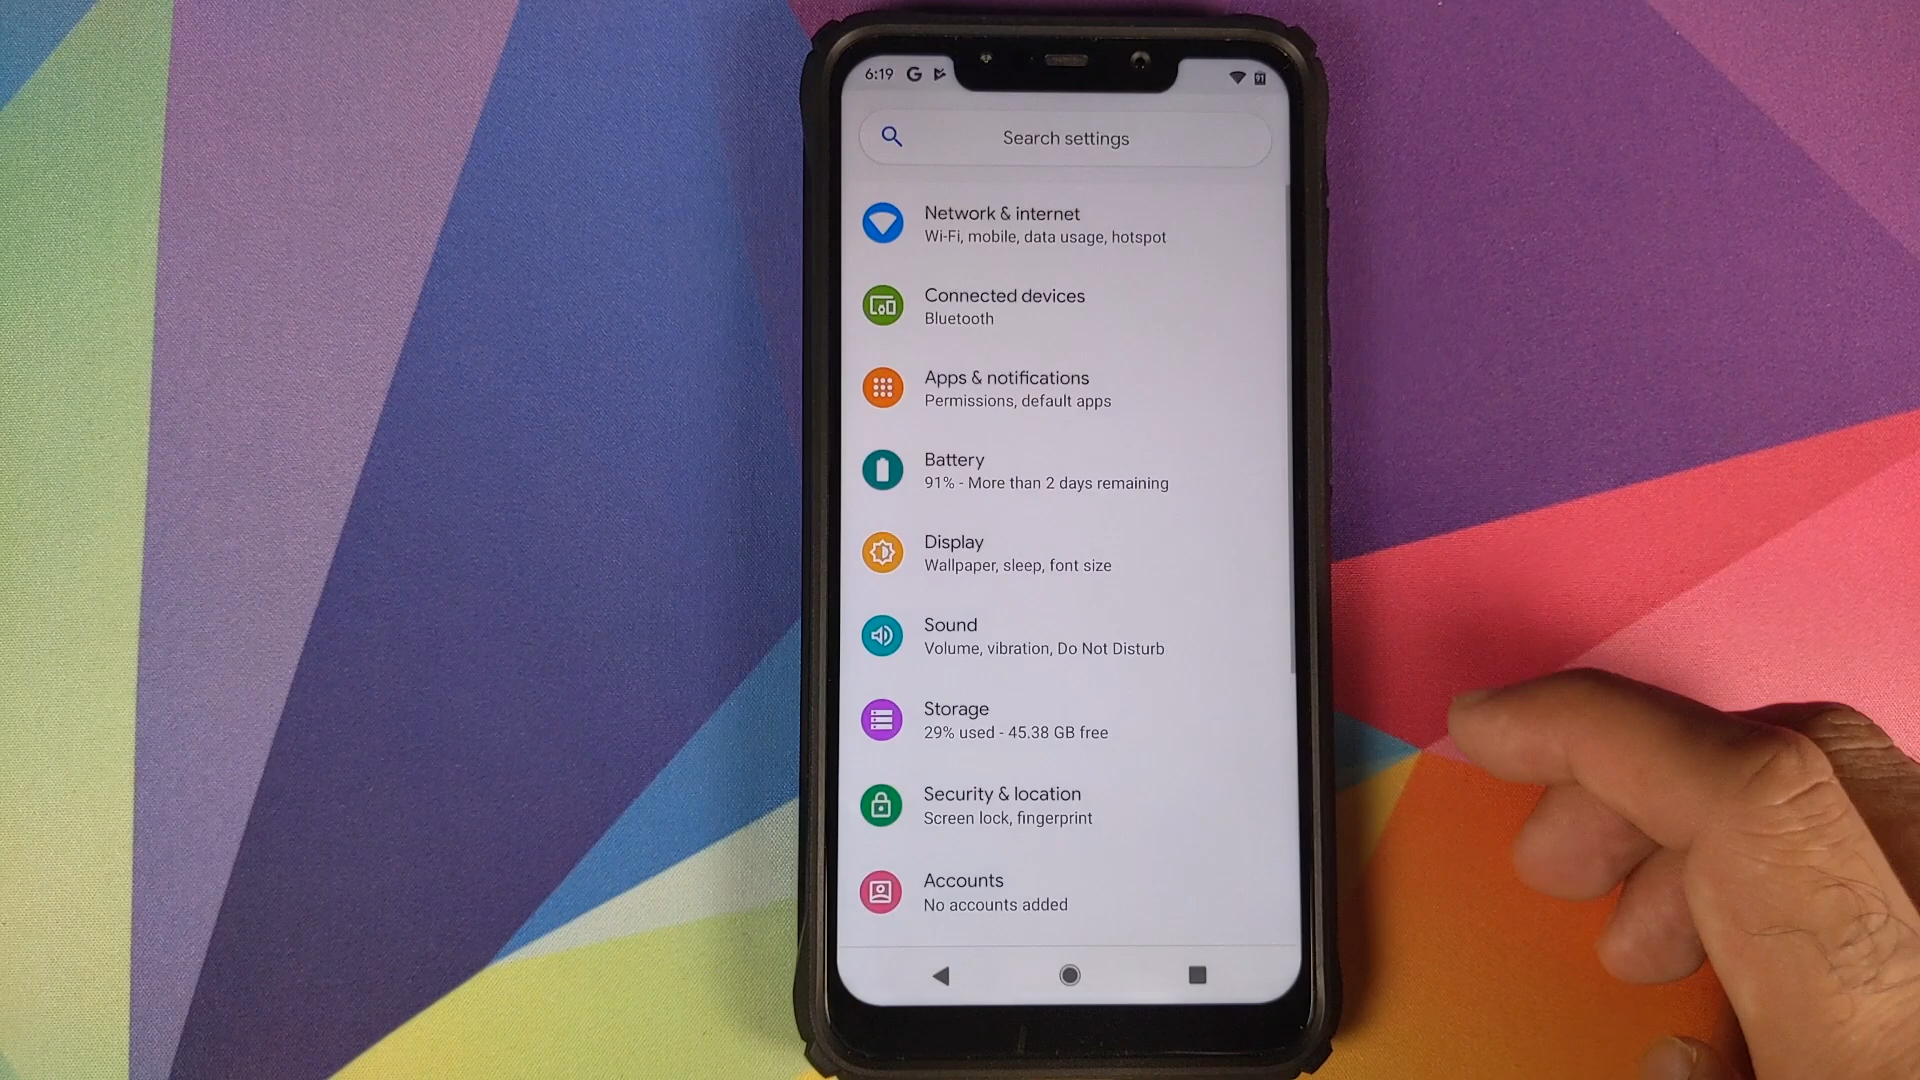 6:19
Search settings
Network & internet
Wi-Fi, mobile, data usage, hotspot
Connected devices
Bluetooth
Apps & notifications
Permissions, default apps
Battery
91% - More than 2 days remaining
Display
Wallpaper, sleep, font size
Sound
Volume, vibration, Do Not Disturb
Storage
29% used - 45.38 GB free
Security & location
Screen lock, fingerprint
Accounts
No accounts added